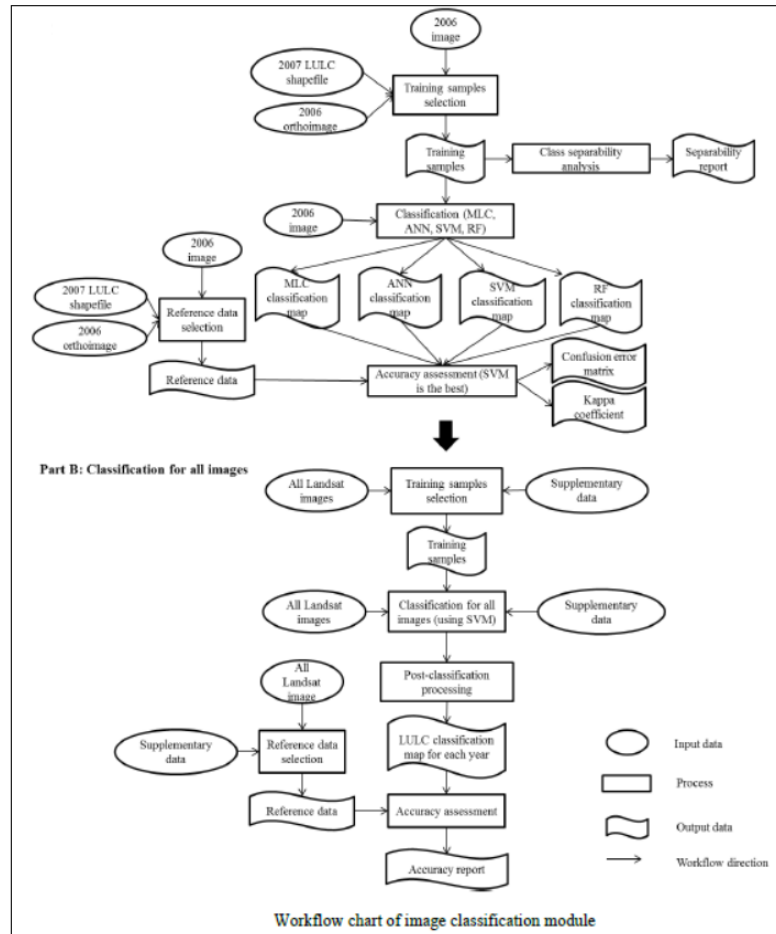 2006
image
2007 LULC
shapefile
Training samples
selection
2006
orthoimage
Training
samples
Class separability
analysis
Separability
report
2006
image
Classification (MLC,
ANN, SVM, RF)
2006
image
MLC
classification
map
ANN
classification
map
SVM
classification
map
RF
classification
map
2007 LULC
shapefile
Reference data
selection
2006
orthoimage
Confusion error
matrix
Reference data
Accuracy assessment (SVM
is the best)
Kappa
coefficient
Part B: Classification for all images
All Landsat
images
Training samples
selection
Supplementary
data
Training
samples
All Landsat
images
Classification for all
images (using SVM)
Supplementary
data
All
Landsat
image
Post-classification
processing
Supplementary
data
Reference data
selection
LULC classification
map for each year
Input data
Process
Reference data
Accuracy assessment
Output data
Workflow direction
Accuracy report
Workflow chart of image classification module